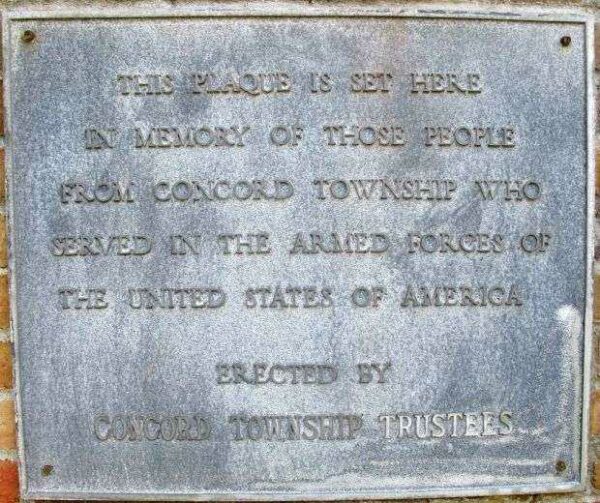 THIS PLAQUE IS SET HERE
IN MEMORY OF THOSE PEOPLE
FROM CONCORD TOWNSHIP WHO
SERVED IN THE ARMED FORCES OF
THE UNITED STATES OF AMERICA
ERECTED BY
CONCORD TOWNSHIP TRUSTEES